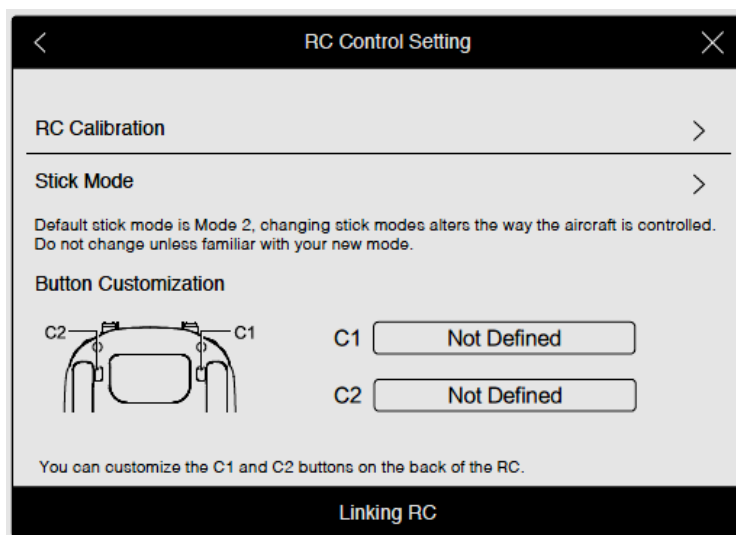 RC Control Setting
RC Calibration
Stick Mode
Default stick mode is Mode 2, changing stick modes alters the way the aircraft is controlled.
Do not change unless familiar with your new mode.
Button Customization
C2 C1
C1 Not Defined
C2 Not Defined
You can customize the C1 and C2 buttons on the back of the RC.
Linking RC